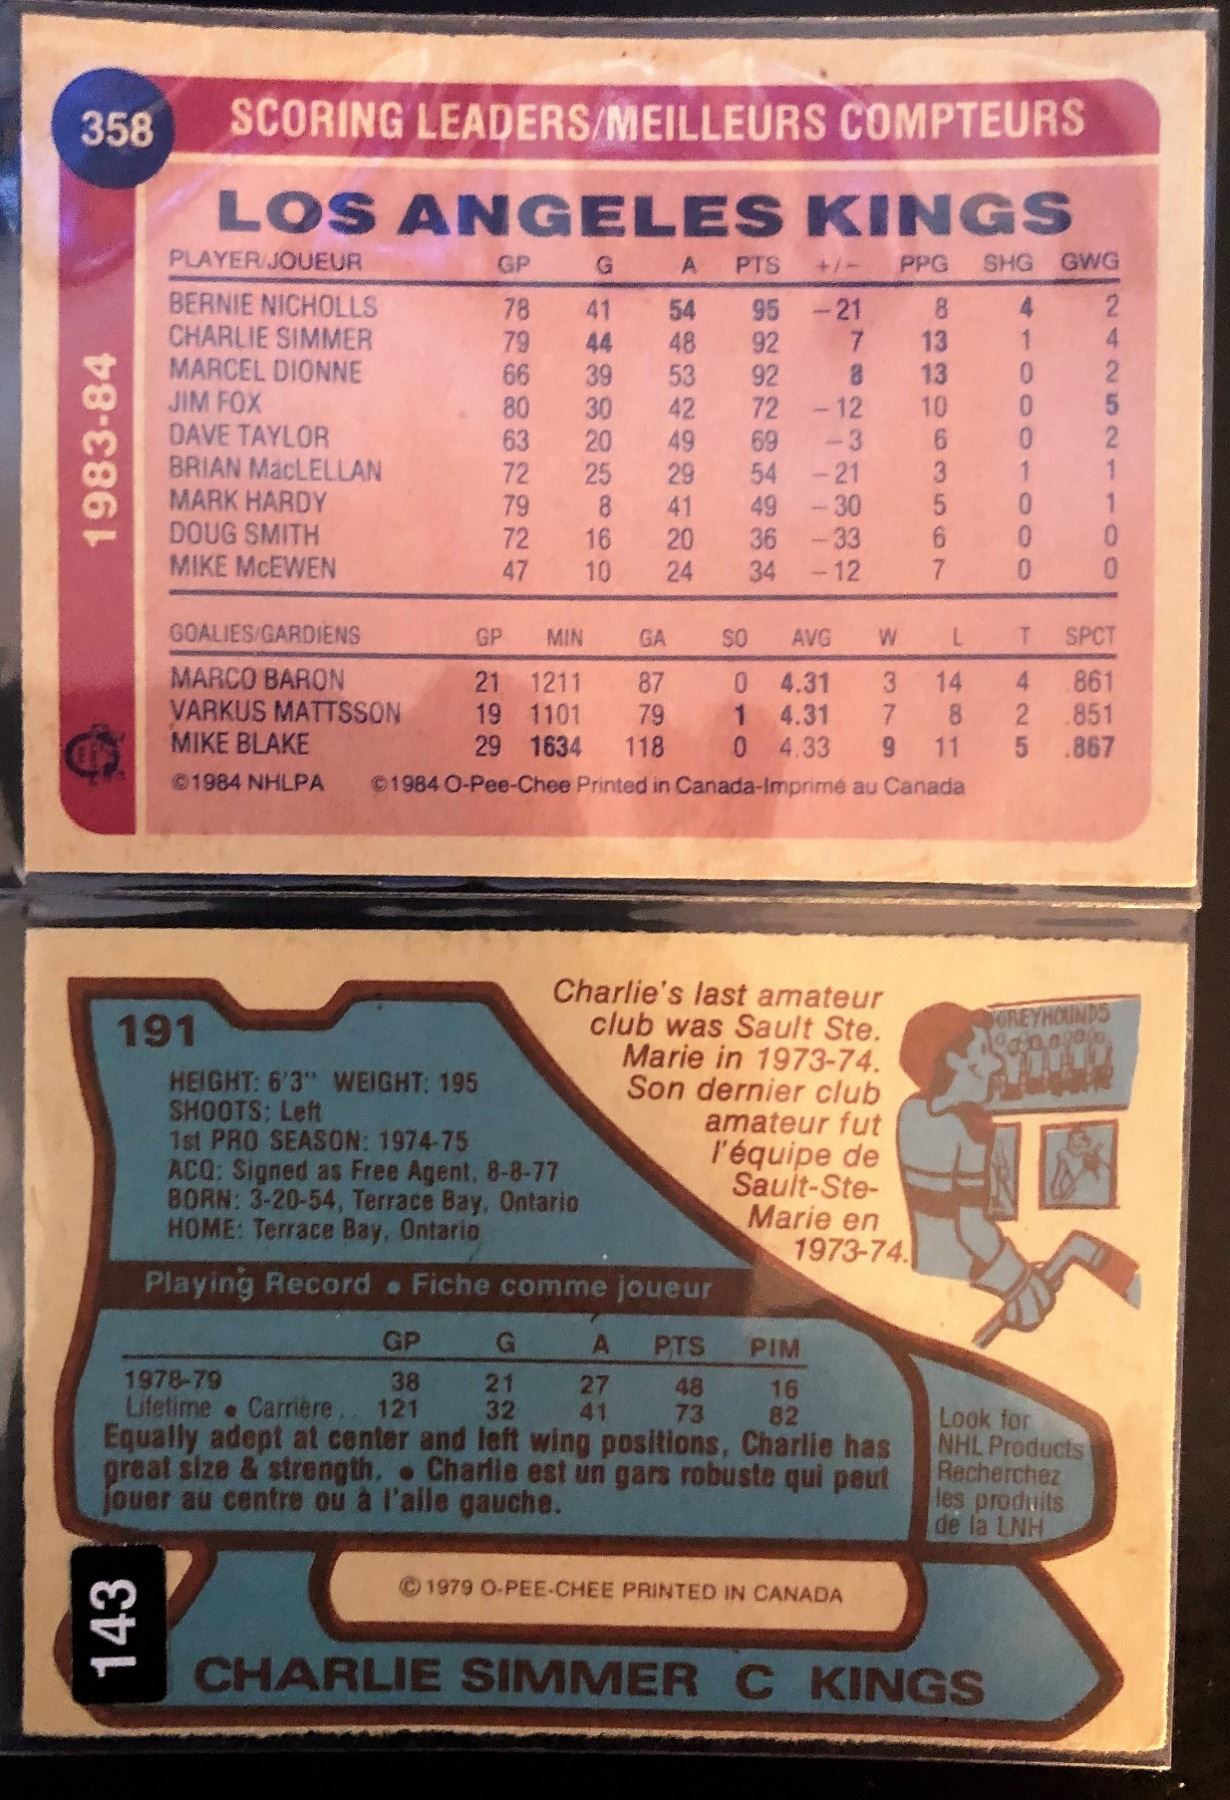 358
SCORING LEADERS/MEILLEURS COMPTEURS
LOS ANGELES KINGS
1983-84
PLAYER/JOUEUR GP G A PTS +/- PPG SHG GWG
BERNIE NICHOLLS 78 41 54 95 -21 8 4 2
CHARLIE SIMMER 79 44 48 92 7 13 1 4
MARCEL DIONNE 66 39 53 92 8 13 0 2
JIM FOX 80 30 42 72 -12 10 0 5
DAVE TAYLOR 63 20 49 69 -3 6 0 2
BRIAN MacLELLAN 72 25 29 54 -21 3 1 1
MARK HARDY 79 8 41 49 -30 5 0 1
DOUG SMITH 72 16 20 36 -33 6 0 0
MIKE McEWEN 47 10 24 34 -12 7 0 0
GOALIES/GARDIENS GP MIN GA SO AVG W L T SPCT
MARCO BARON 21 1211 87 0 4.31 3 14 4 .861
VARKUS MATTSSON 19 1101 79 1 4.31 7 8 2 .851
MIKE BLAKE 29 1634 118 0 4.33 9 11 5 .867
©1984 NHLPA ©1984 O-Pee-Chee Printed in Canada-Imprimé au Canada
191
HEIGHT: 6'3" WEIGHT: 195
SHOOTS: Left
1st PRO SEASON: 1974-75
ACQ: Signed as Free Agent, 8-8-77
BORN: 3-20-54, Terrace Bay, Ontario
HOME: Terrace Bay, Ontario
Charlie's last amateur
club was Sault Ste.
Marie in 1973-74.
Son dernier club
amateur fut
l'équipe de
Sault-Ste-
Marie en
1973-74.
GREYHOUNDS
Playing Record • Fiche comme joueur
GP G A PTS PIM
1978-79 38 21 27 48 16
Lifetime • Carrière.. 121 32 41 73 82
Equally adept at center and left wing positions, Charlie has
great size & strength. • Charlie est un gars robuste qui peut
jouer au centre ou à l'aile gauche.
Look for
NHL Products
Recherchez
les produits
de la LNH
143
© 1979 O-PEE-CHEE PRINTED IN CANADA
CHARLIE SIMMER C KINGS